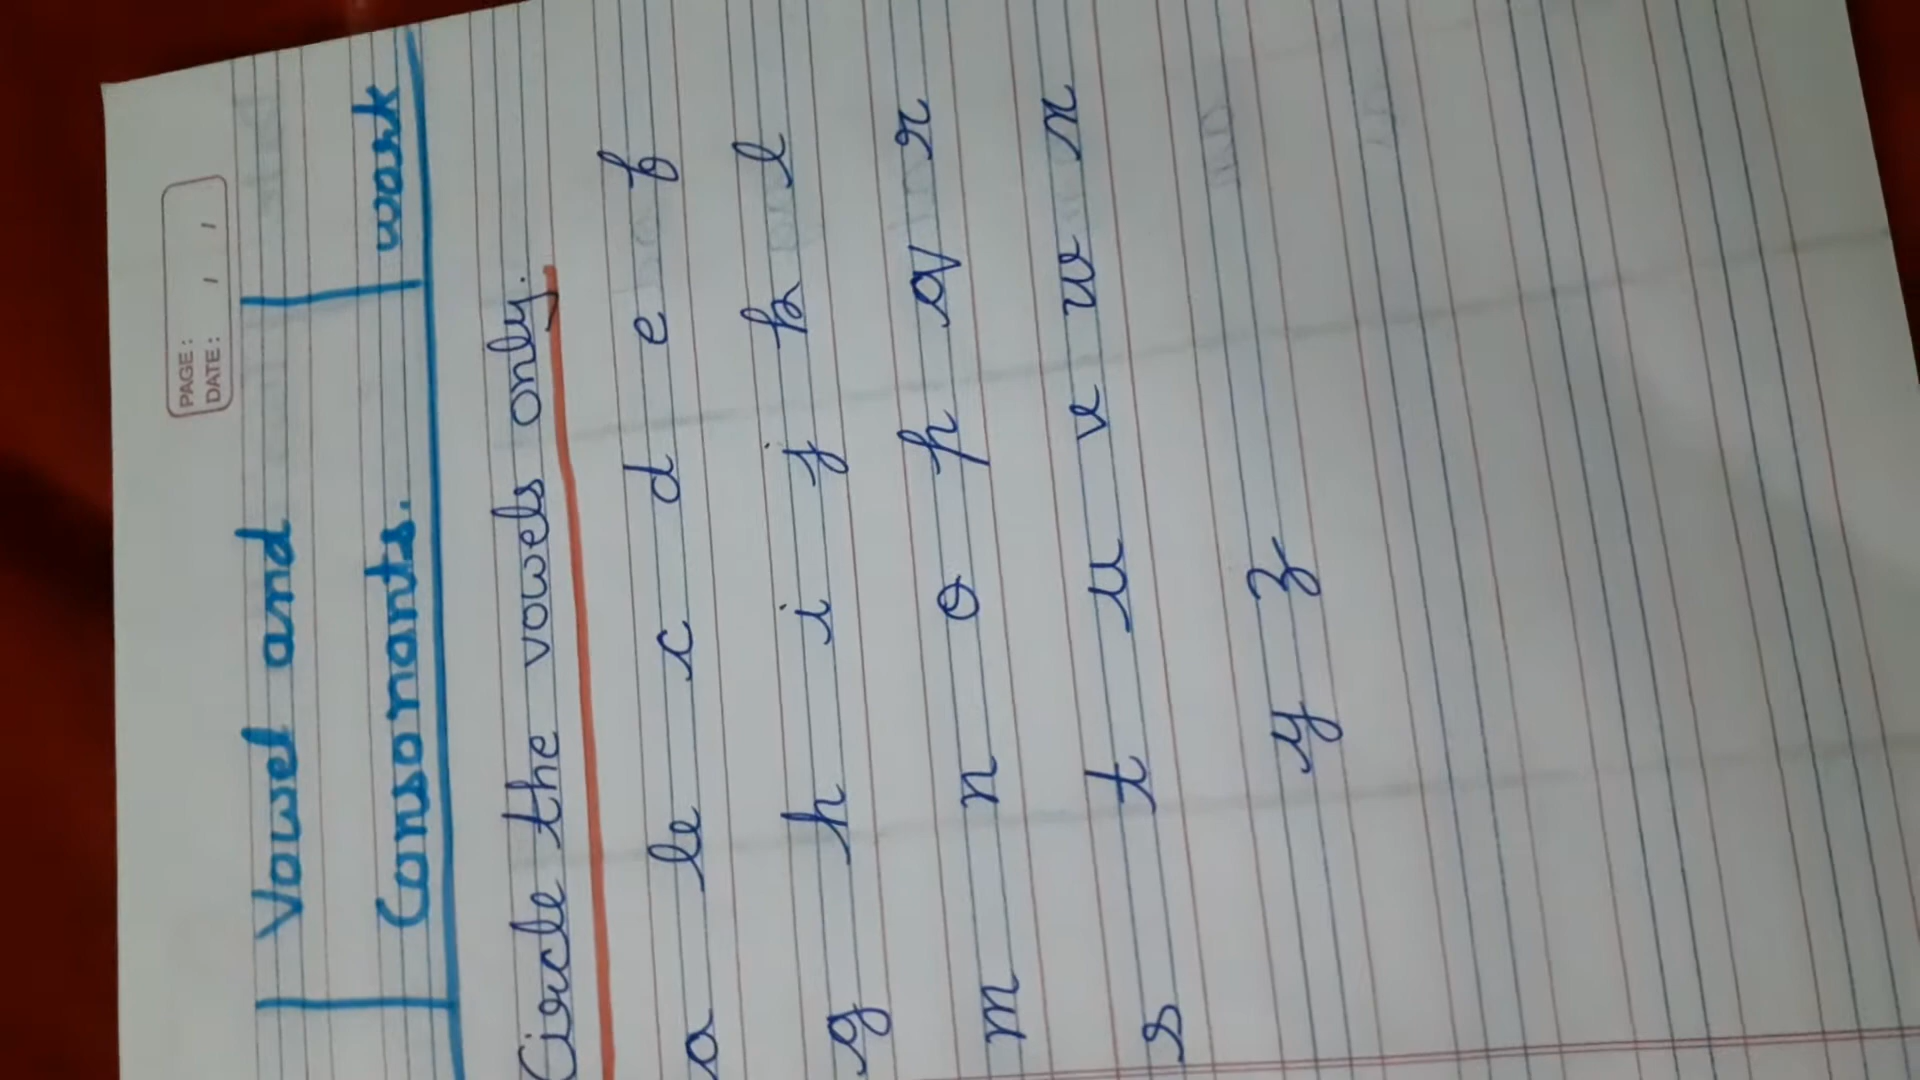 PAGE:
DATE: / /
Vowel and
Consonants. work
Circle the vowels only.
a b c d e f
g h i j k l
m n o p q r
s t u v w x
y z